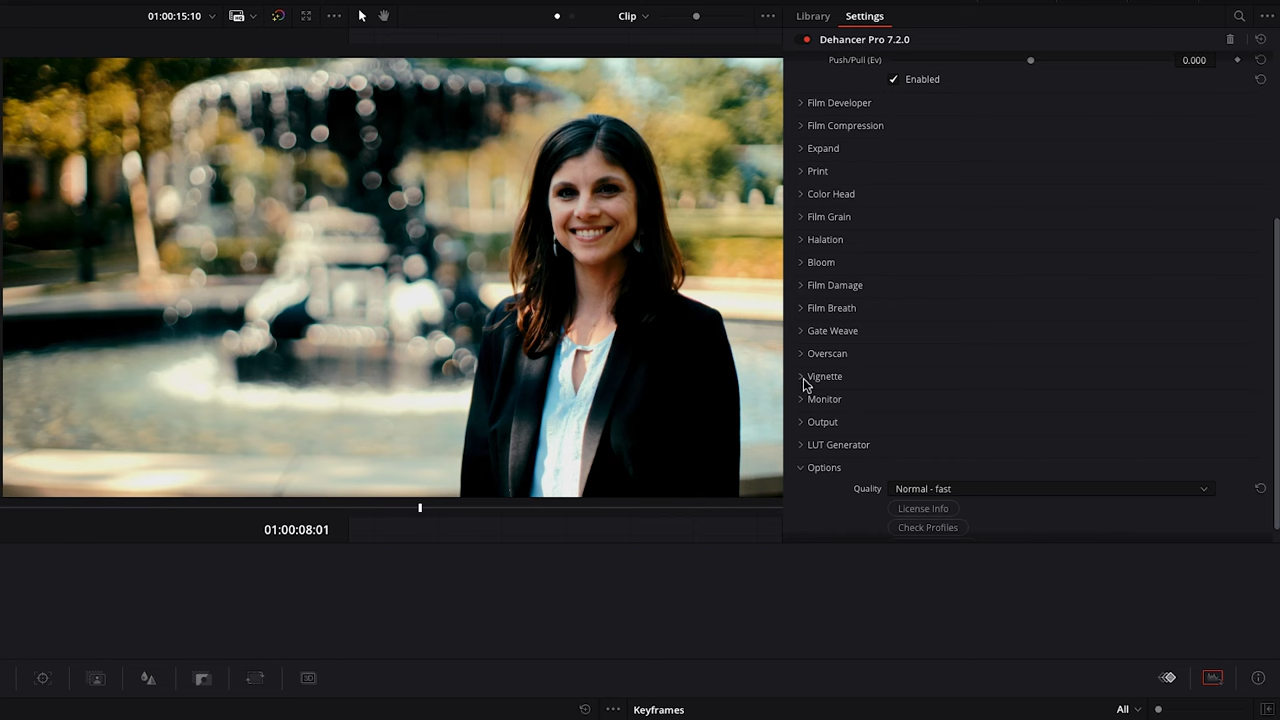 01:00:15:10
Clip
Library
Settings
Dehancer Pro 7.2.0
Push/Pull (Ev)
0.000
Enabled
Film Developer
Film Compression
Expand
Print
Color Head
Film Grain
Halation
Bloom
Film Damage
Film Breath
Gate Weave
Overscan
Vignette
Monitor
Output
LUT Generator
Options
Quality
Normal - fast
License Info
Check Profiles
01:00:08:01
3D
Keyframes
All